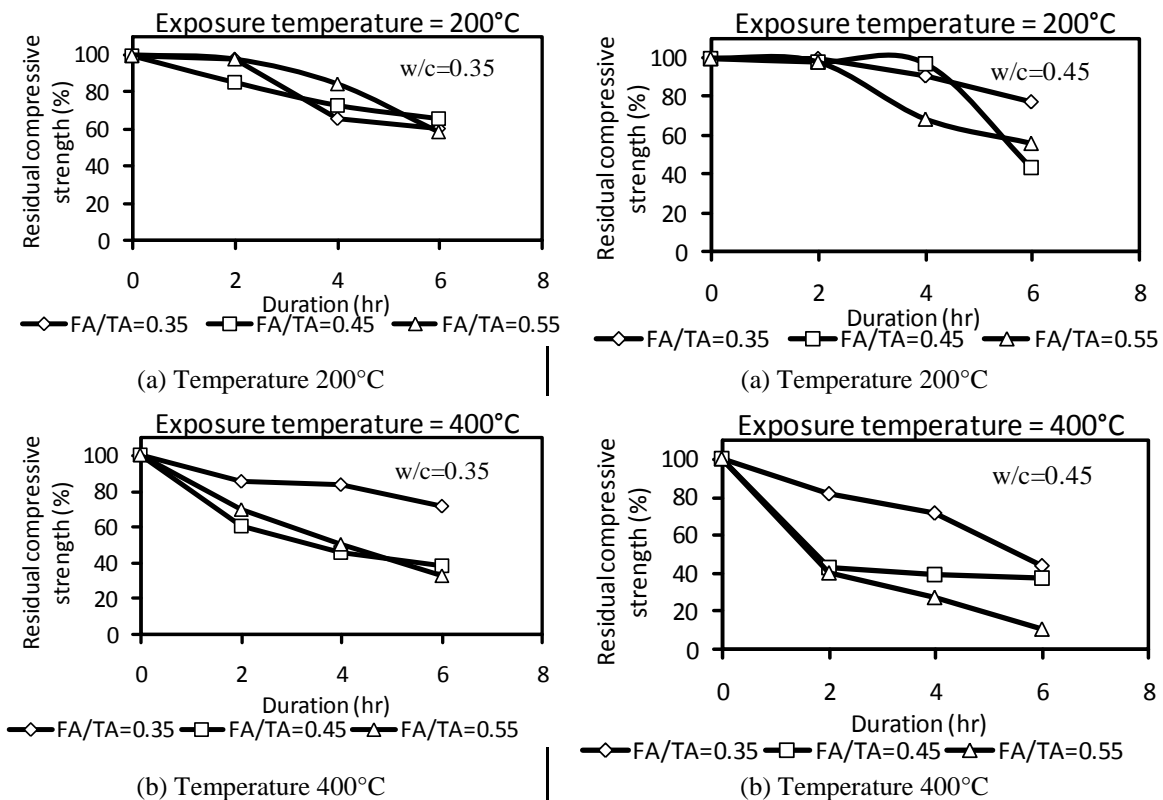 Exposure temperature = 200°C
Residual compressive
strength (%)
100
80
60
40
20
0
w/c=0.35
0 2 4 6 8
Duration (hr)
FA/TA=0.35 FA/TA=0.45 FA/TA=0.55
(a) Temperature 200°C
Exposure temperature = 200°C
Residual compressive
strength (%)
100
80
60
40
20
0
w/c=0.45
0 2 4 6 8
Duration (hr)
FA/TA=0.35 FA/TA=0.45 FA/TA=0.55
(a) Temperature 200°C
Exposure temperature = 400°C
Residual compressive
strength (%)
100
80
60
40
20
0
w/c=0.35
0 2 4 6 8
Duration (hr)
FA/TA=0.35 FA/TA=0.45 FA/TA=0.55
(b) Temperature 400°C
Exposure temperature = 400°C
Residual compressive
strength (%)
100
80
60
40
20
0
w/c=0.45
0 2 4 6 8
Duration (hr)
FA/TA=0.35 FA/TA=0.45 FA/TA=0.55
(b) Temperature 400°C